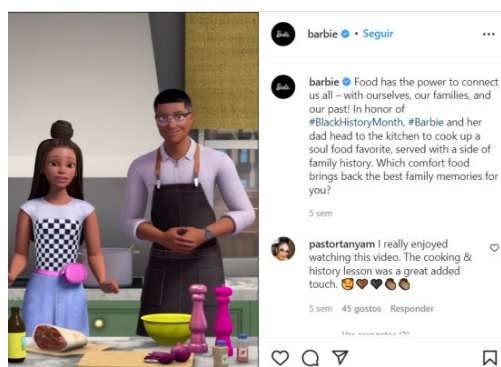 barbie • Seguir
barbie Food has the power to connect
us all – with ourselves, our families, and
our past! In honor of
#BlackHistoryMonth, #Barbie and her
dad head to the kitchen to cook up a
soul food favorite, served with a side of
family history. Which comfort food
brings back the best family memories for
you?
5 sem
pastortanyam I really enjoyed
watching this video. The cooking &
history lesson was a great added
touch. 🥰🤎🖤👏🏾👏🏾
5 sem 45 gostos Responder